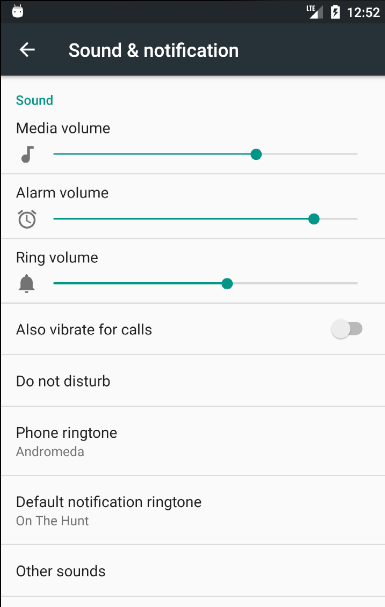 LTE 12:52
Sound & notification
Sound
Media volume
Alarm volume
Ring volume
Also vibrate for calls
Do not disturb
Phone ringtone
Andromeda
Default notification ringtone
On The Hunt
Other sounds